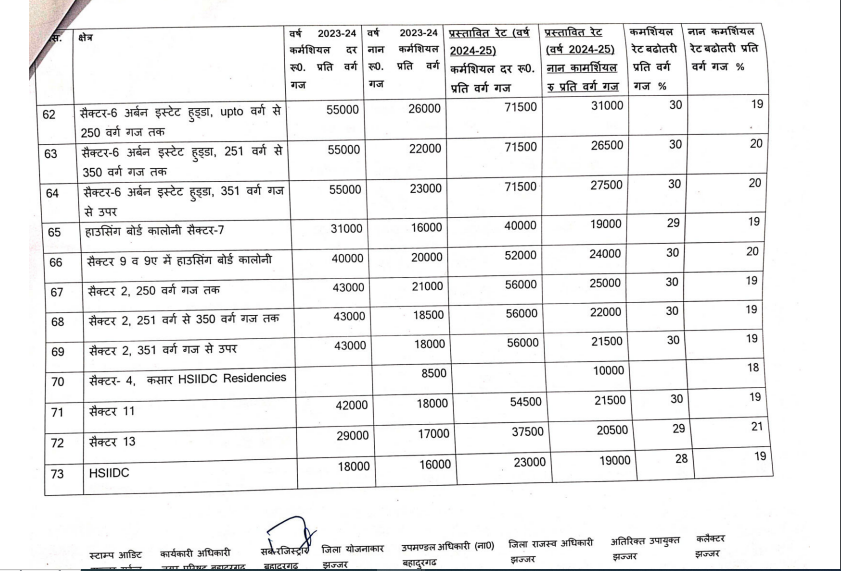 स. क्षेत्र वर्ष 2023-24 कर्मशियल दर रू0. प्रति वर्ग गज वर्ष 2023-24 नान कर्मशियल रू0. प्रति वर्ग गज प्रस्तावित रेट (वर्ष 2024-25) कर्मशियल दर रू0. प्रति वर्ग गज प्रस्तावित रेट (वर्ष 2024-25) नान कामर्शियल रु प्रति वर्ग गज कमर्शियल रेट बढोतरी प्रति वर्ग गज % नान कमर्शियल रेट बढोतरी प्रति वर्ग गज %
62 सैक्टर-6 अर्बन इस्टेट हुड्डा, upto वर्ग से 250 वर्ग गज तक 55000 26000 71500 31000 30 19
63 सैक्टर-6 अर्बन इस्टेट हुड्डा, 251 वर्ग से 350 वर्ग गज तक 55000 22000 71500 26500 30 20
64 सैक्टर-6 अर्बन इस्टेट हुड्डा, 351 वर्ग गज से उपर 55000 23000 71500 27500 30 20
65 हाउसिंग बोर्ड कालोनी सैक्टर-7 31000 16000 40000 19000 29 19
66 सैक्टर 9 व 9ए में हाउसिंग बोर्ड कालोनी 40000 20000 52000 24000 30 20
67 सैक्टर 2, 250 वर्ग गज तक 43000 21000 56000 25000 30 19
68 सैक्टर 2, 251 वर्ग से 350 वर्ग गज तक 43000 18500 56000 22000 30 19
69 सैक्टर 2, 351 वर्ग गज से उपर 43000 18000 56000 21500 30 19
70 सैक्टर- 4, कसार HSIIDC Residencies 8500 10000 18
71 सैक्टर 11 42000 18000 54500 21500 30 19
72 सैक्टर 13 29000 17000 37500 20500 29 21
73 HSIIDC 18000 16000 23000 19000 28 19
स्टाम्प आडिट कार्यकारी अधिकारी सब रजिस्ट्रार जिला योजनाकार उपमण्डल अधिकारी (ना0) जिला राजस्व अधिकारी अतिरिक्त उपायुक्त कलैक्टर
बहादुरगढ झज्जर बहादुरगढ झज्जर झज्जर झज्जर